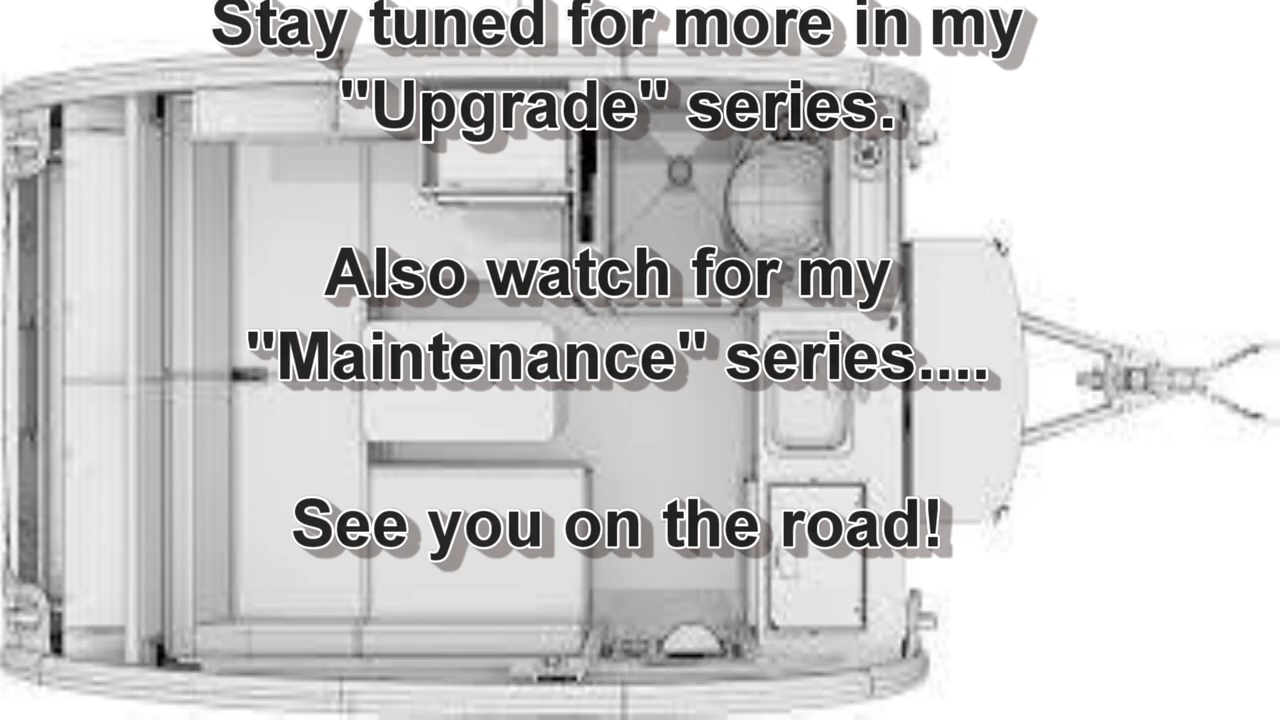 Stay tuned for more in my
"Upgrade" series.
Also watch for my
"Maintenance" series....
See you on the road!